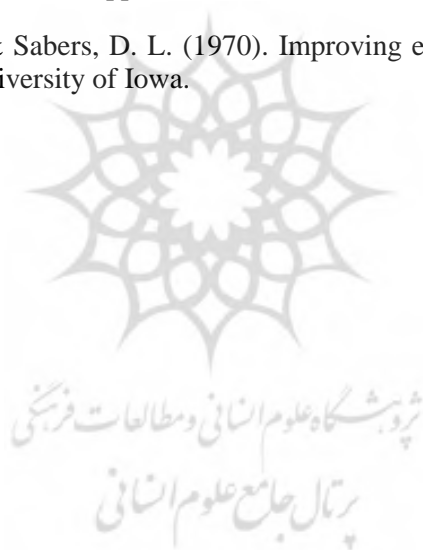 Sabers, D. L. (1970). Improving e
iversity of Iowa.
پژوهشگاه علوم انسانی و مطالعات فرهنگی
پرتال جامع علوم انسانی